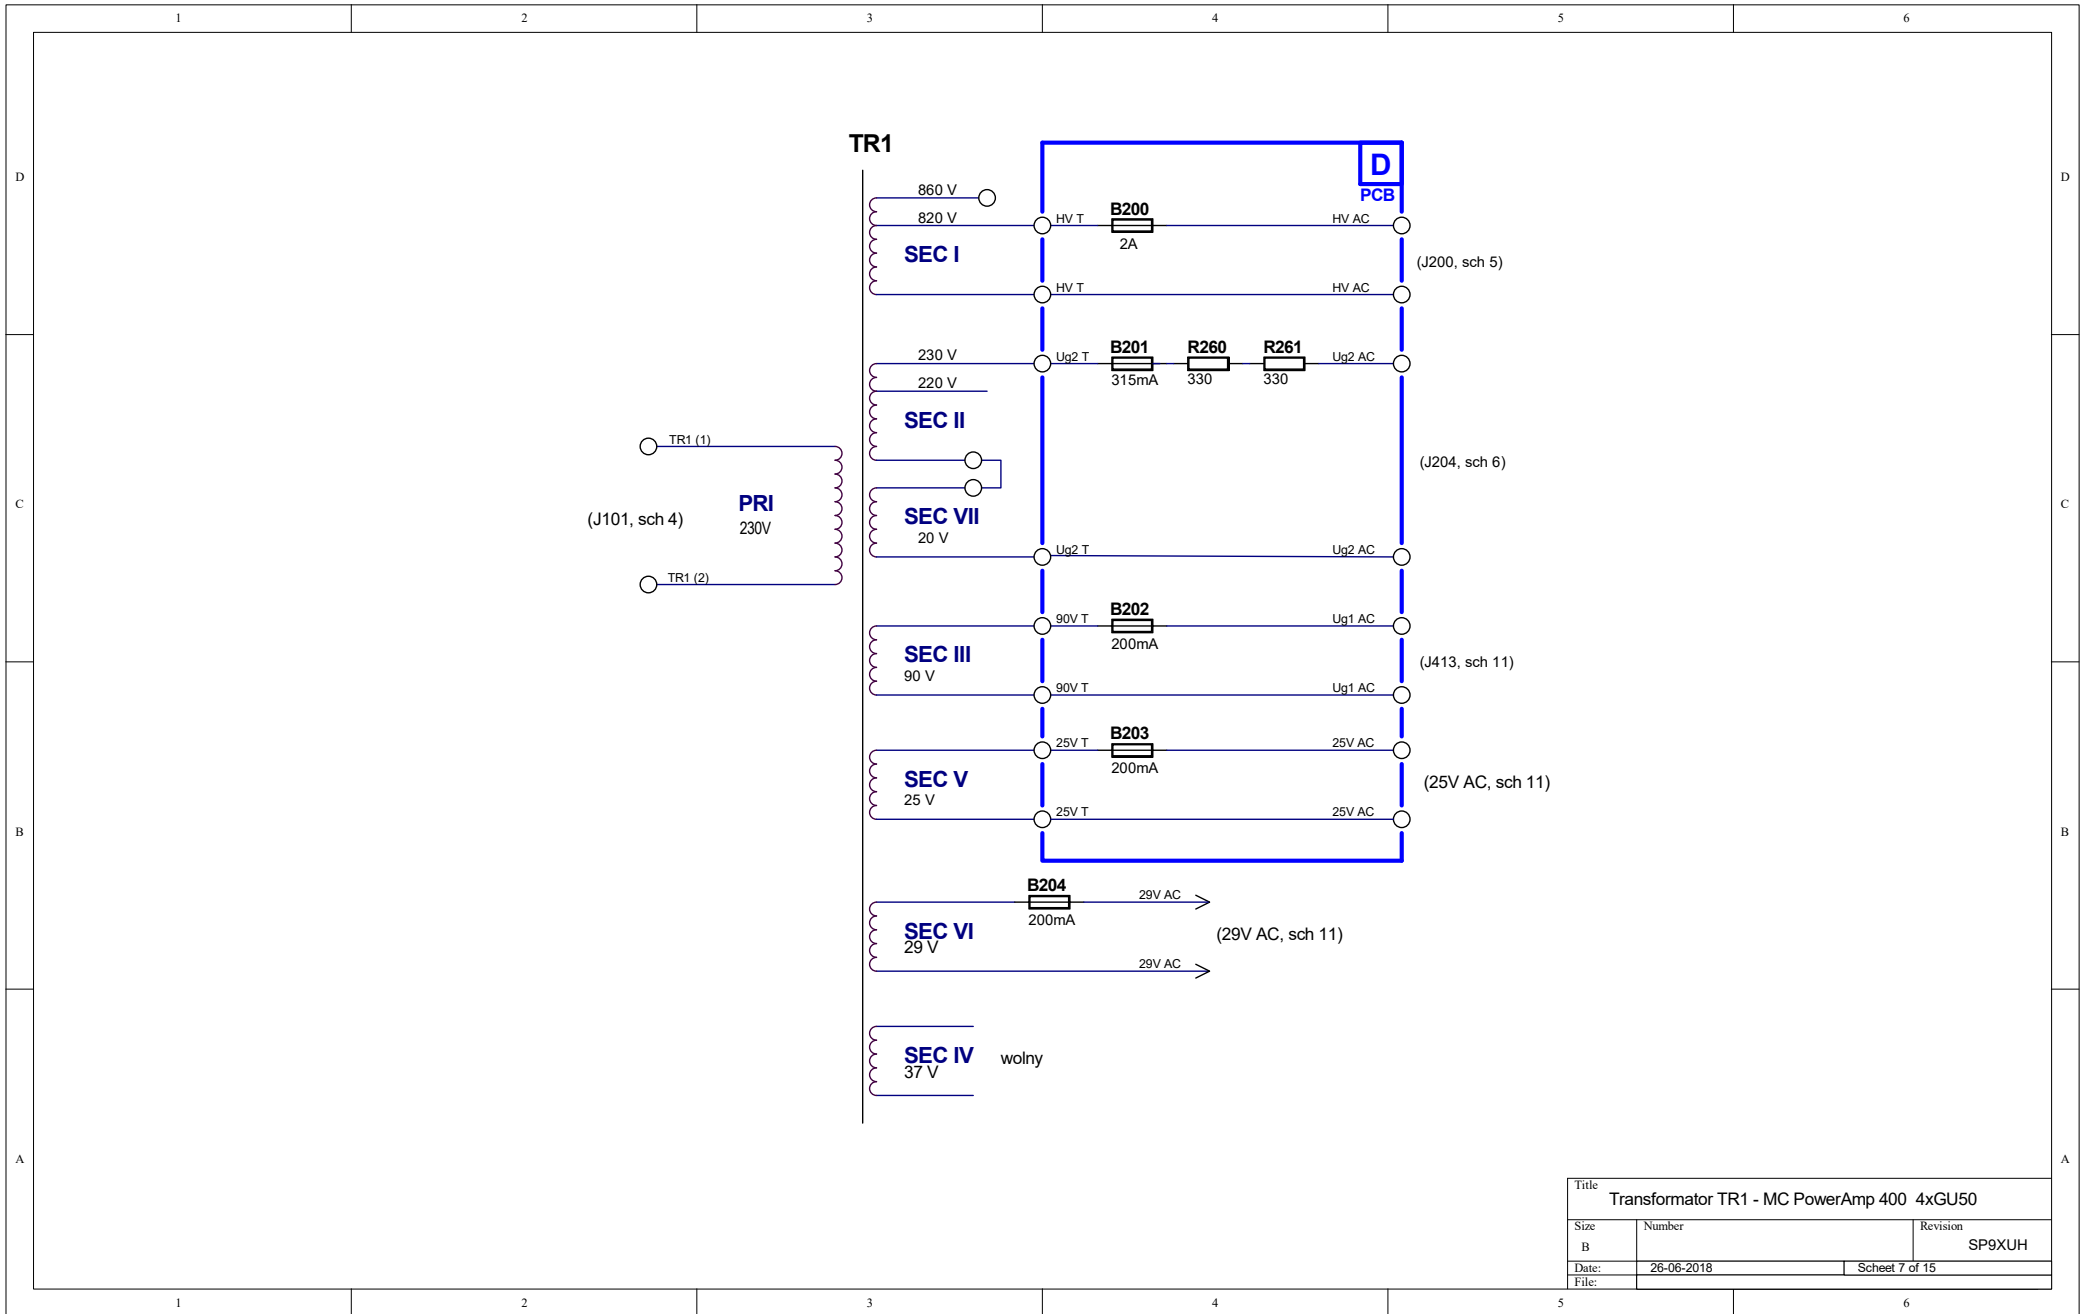 1 2 3 4 5 6
TR1
D D
D
PCB
860 V
820 V
SEC I
HV T
B200
2A
HV AC
HV T
HV AC
(J200, sch 5)
230 V
220 V
SEC II
Ug2 T
B201
315mA
R260
330
R261
330
Ug2 AC
(J204, sch 6)
TR1 (1)
PRI
230V
(J101, sch 4)
TR1 (2)
C C
SEC VII
20 V
Ug2 T
Ug2 AC
SEC III
90 V
90V T
B202
200mA
Ug1 AC
(J413, sch 11)
90V T
Ug1 AC
SEC V
25 V
25V T
B203
200mA
25V AC
(25V AC, sch 11)
25V T
25V AC
B B
SEC VI
29 V
B204
200mA
29V AC
(29V AC, sch 11)
29V AC
SEC IV
37 V
wolny
A A
Title
Transformator TR1 - MC PowerAmp 400 4xGU50
Size Number Revision
B SP9XUH
Date: 26-06-2018 Scheet 7 of 15
File:
1 2 3 4 5 6